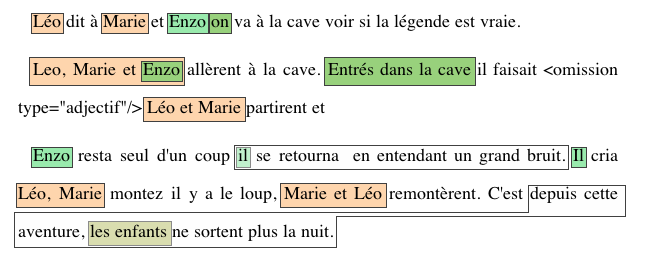 Léo dit à Marie et Enzo on va à la cave voir si la légende est vraie.
Leo, Marie et Enzo allèrent à la cave. Entrés dans la cave il faisait <omission
type="adjectif"/> Léo et Marie partirent et
Enzo resta seul d'un coup il se retourna en entendant un grand bruit. Il cria
Léo, Marie montez il y a le loup, Marie et Léo remontèrent. C'est depuis cette
aventure, les enfants ne sortent plus la nuit.